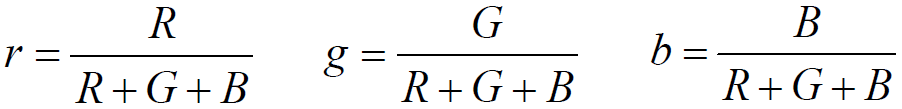 r = R / (R + G + B)    g = G / (R + G + B)    b = B / (R + G + B)